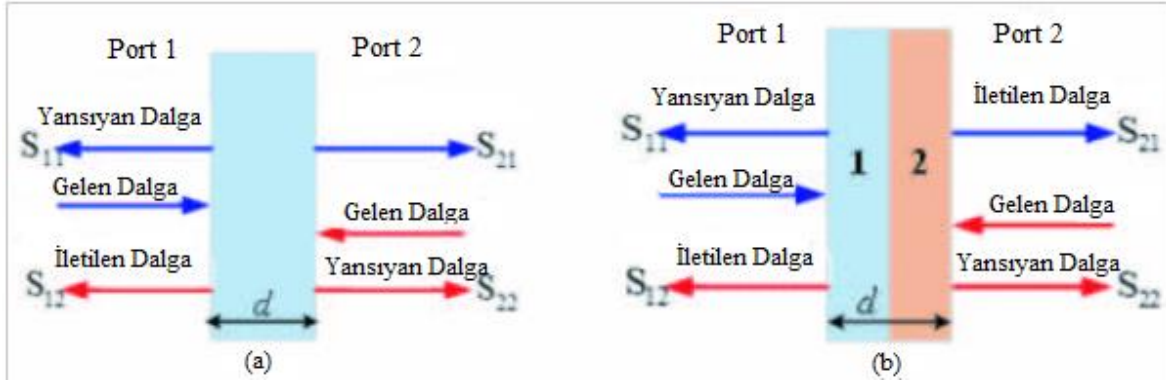 Port 1
Port 2
Yansıyan Dalga
S11
S21
Gelen Dalga
Gelen Dalga
İletilen Dalga
Yansıyan Dalga
S12
S22
d
(a)
Port 1
Port 2
Yansıyan Dalga
İletilen Dalga
S11
S21
1
2
Gelen Dalga
Gelen Dalga
İletilen Dalga
Yansıyan Dalga
S12
S22
d
(b)